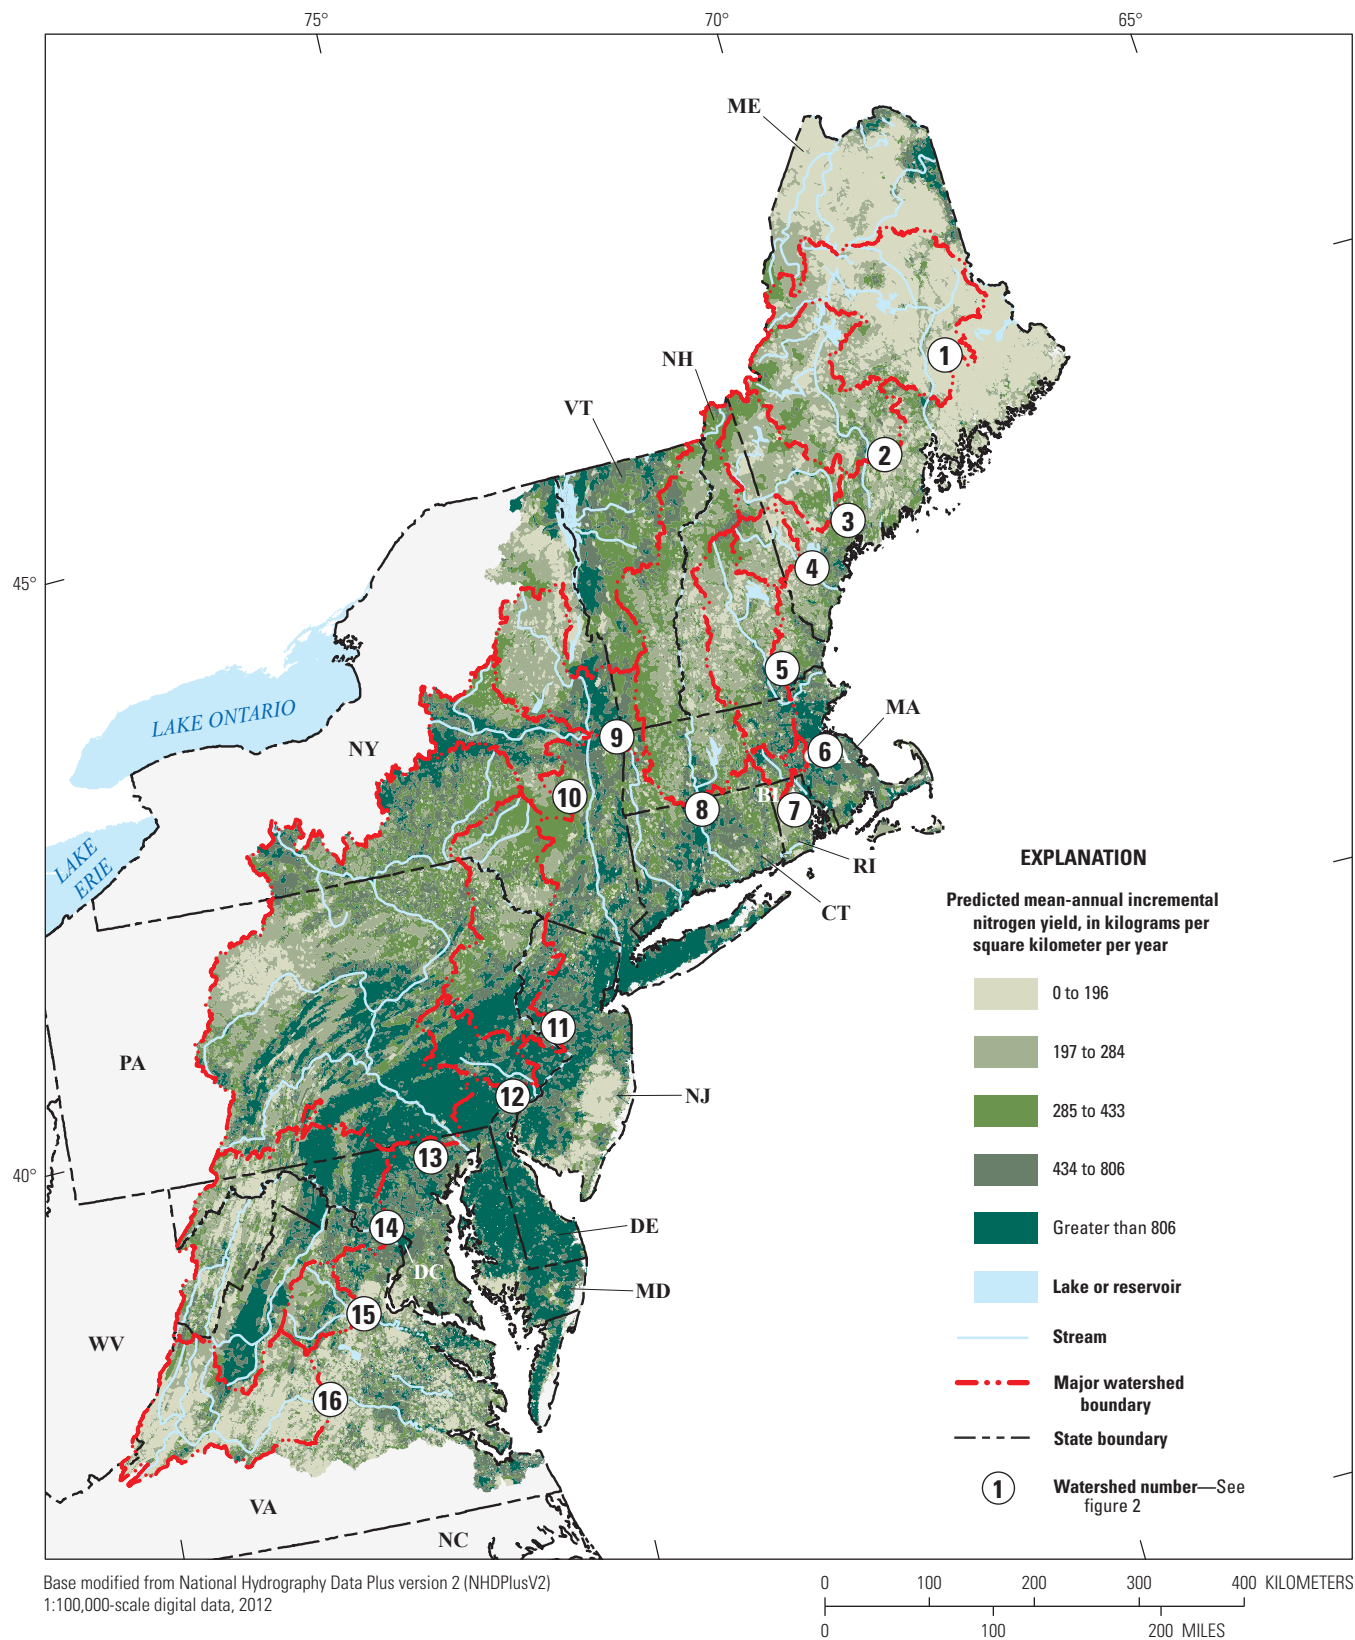 75°
70°
65°
ME
NH
VT
1
2
3
4
45°
5
LAKE ONTARIO
MA
NY
9
6
10
8
7
LAKE
ERIE
RI
CT
EXPLANATION
Predicted mean-annual incremental
nitrogen yield, in kilograms per
square kilometer per year
0 to 196
197 to 284
285 to 433
434 to 806
Greater than 806
Lake or reservoir
Stream
Major watershed
boundary
State boundary
1
Watershed number—See
figure 2
11
PA
12
NJ
13
40°
14
DE
DC
MD
15
WV
16
VA
NC
Base modified from National Hydrography Data Plus version 2 (NHDPlusV2)
1:100,000-scale digital data, 2012
0 100 200 300 400 KILOMETERS
0 100 200 MILES